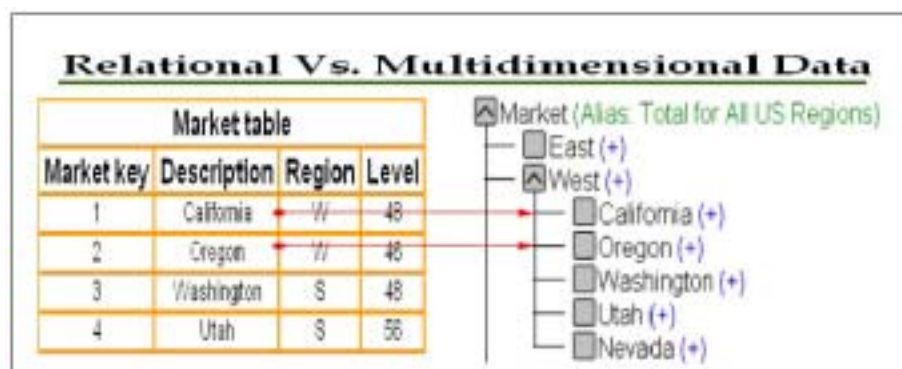 Relational Vs. Multidimensional Data
Market table
Market key Description Region Level
1 California W 48
2 Oregon W 46
3 Washington S 48
4 Utah S 56
Market (Alias: Total for All US Regions)
East (+)
West (+)
California (+)
Oregon (+)
Washington (+)
Utah (+)
Nevada (+)